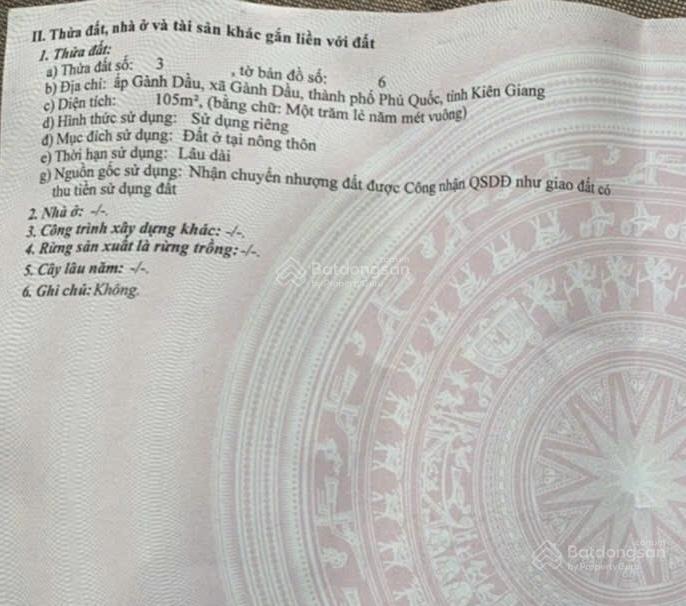 II. Thửa đất, nhà ở và tài sản khác gắn liền với đất
1. Thửa đất:
a) Thửa đất số: 3 , tờ bản đồ số: 6
b) Địa chỉ: ấp Gành Dầu, xã Gành Dầu, thành phố Phú Quốc, tỉnh Kiên Giang
c) Diện tích: 105m², (bằng chữ: Một trăm lẻ năm mét vuông)
d) Hình thức sử dụng: Sử dụng riêng
đ) Mục đích sử dụng: Đất ở tại nông thôn
e) Thời hạn sử dụng: Lâu dài
g) Nguồn gốc sử dụng: Nhận chuyển nhượng đất được Công nhận QSDĐ như giao đất có
thu tiền sử dụng đất
2. Nhà ở: -/-.
3. Công trình xây dựng khác: -/-.
4. Rừng sản xuất là rừng trồng: -/-.
5. Cây lâu năm: -/-.
6. Ghi chú: Không.
Batdongsan
by PropertyGuru
Batdongsan
by PropertyGuru